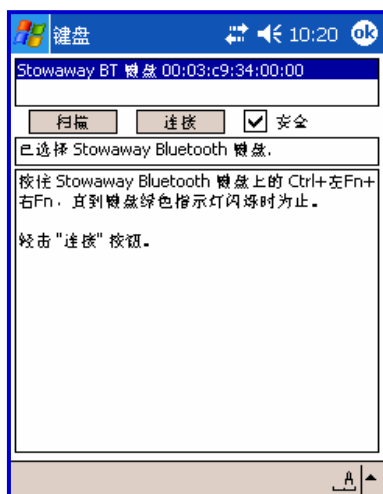 键盘 10:20 ok
Stowaway BT 键盘 00:03:c9:34:00:00
扫描 连接 安全
已选择 Stowaway Bluetooth 键盘.
按住 Stowaway Bluetooth 键盘上的 Ctrl+左Fn+
右Fn，直到键盘绿色指示灯闪烁时为止。
轻击"连接" 按钮。
A